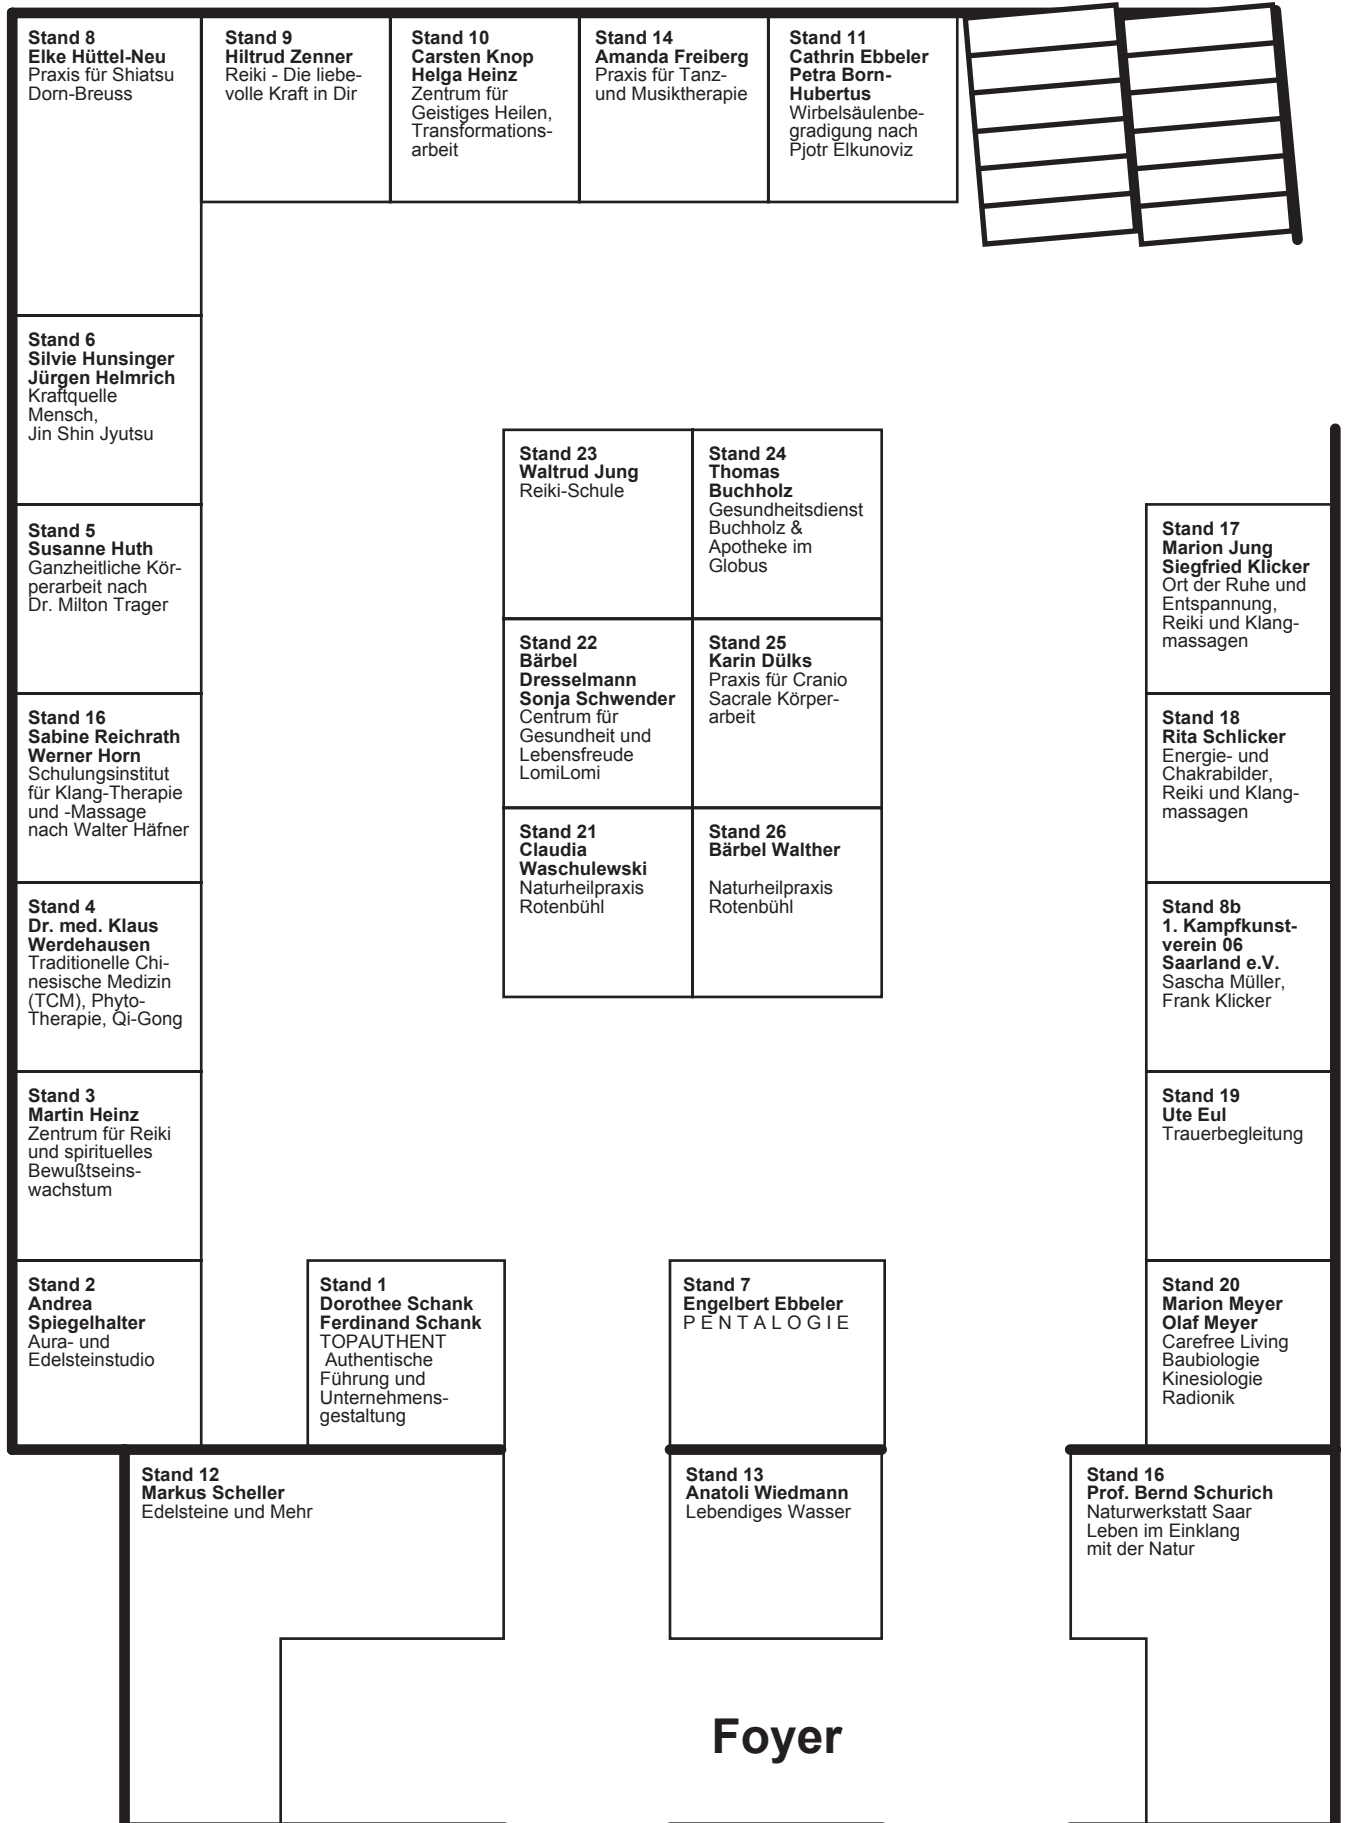 Stand 8
Elke Hüttel-Neu
Praxis für Shiatsu
Dorn-Breuss
Stand 9
Hiltrud Zenner
Reiki - Die liebe-
volle Kraft in Dir
Stand 10
Carsten Knop
Helga Heinz
Zentrum für
Geistiges Heilen,
Transformations-
arbeit
Stand 14
Amanda Freiberg
Praxis für Tanz-
und Musiktherapie
Stand 11
Cathrin Ebbeler
Petra Born-
Hubertus
Wirbelsäulenbe-
gradigung nach
Pjotr Elkunoviz
Stand 6
Silvie Hunsinger
Jürgen Helmrich
Kraftquelle
Mensch,
Jin Shin Jyutsu
Stand 5
Susanne Huth
Ganzheitliche Kör-
perarbeit nach
Dr. Milton Trager
Stand 16
Sabine Reichrath
Werner Horn
Schulungsinstitut
für Klang-Therapie
und -Massage
nach Walter Häfner
Stand 4
Dr. med. Klaus
Werdehausen
Traditionelle Chi-
nesische Medizin
(TCM), Phyto-
Therapie, Qi-Gong
Stand 3
Martin Heinz
Zentrum für Reiki
und spirituelles
Bewußtseins-
wachstum
Stand 2
Andrea
Spiegelhalter
Aura- und
Edelsteinstudio
Stand 23
Waltrud Jung
Reiki-Schule
Stand 24
Thomas
Buchholz
Gesundheitsdienst
Buchholz &
Apotheke im
Globus
Stand 22
Bärbel
Dresselmann
Sonja Schwender
Centrum für
Gesundheit und
Lebensfreude
LomiLomi
Stand 25
Karin Dülks
Praxis für Cranio
Sacrale Körper-
arbeit
Stand 21
Claudia
Waschulewski
Naturheilpraxis
Rotenbühl
Stand 26
Bärbel Walther
Naturheilpraxis
Rotenbühl
Stand 17
Marion Jung
Siegfried Klicker
Ort der Ruhe und
Entspannung,
Reiki und Klang-
massagen
Stand 18
Rita Schlicker
Energie- und
Chakrabilder,
Reiki und Klang-
massagen
Stand 8b
1. Kampfkunst-
verein 06
Saarland e.V.
Sascha Müller,
Frank Klicker
Stand 19
Ute Eul
Trauerbegleitung
Stand 20
Marion Meyer
Olaf Meyer
Carefree Living
Baubiologie
Kinesiologie
Radionik
Stand 1
Dorothee Schank
Ferdinand Schank
TOPAUTHENT
Authentische
Führung und
Unternehmens-
gestaltung
Stand 7
Engelbert Ebbeler
P E N T A L O G I E
Stand 12
Markus Scheller
Edelsteine und Mehr
Stand 13
Anatoli Wiedmann
Lebendiges Wasser
Stand 16
Prof. Bernd Schurich
Naturwerkstatt Saar
Leben im Einklang
mit der Natur
Foyer